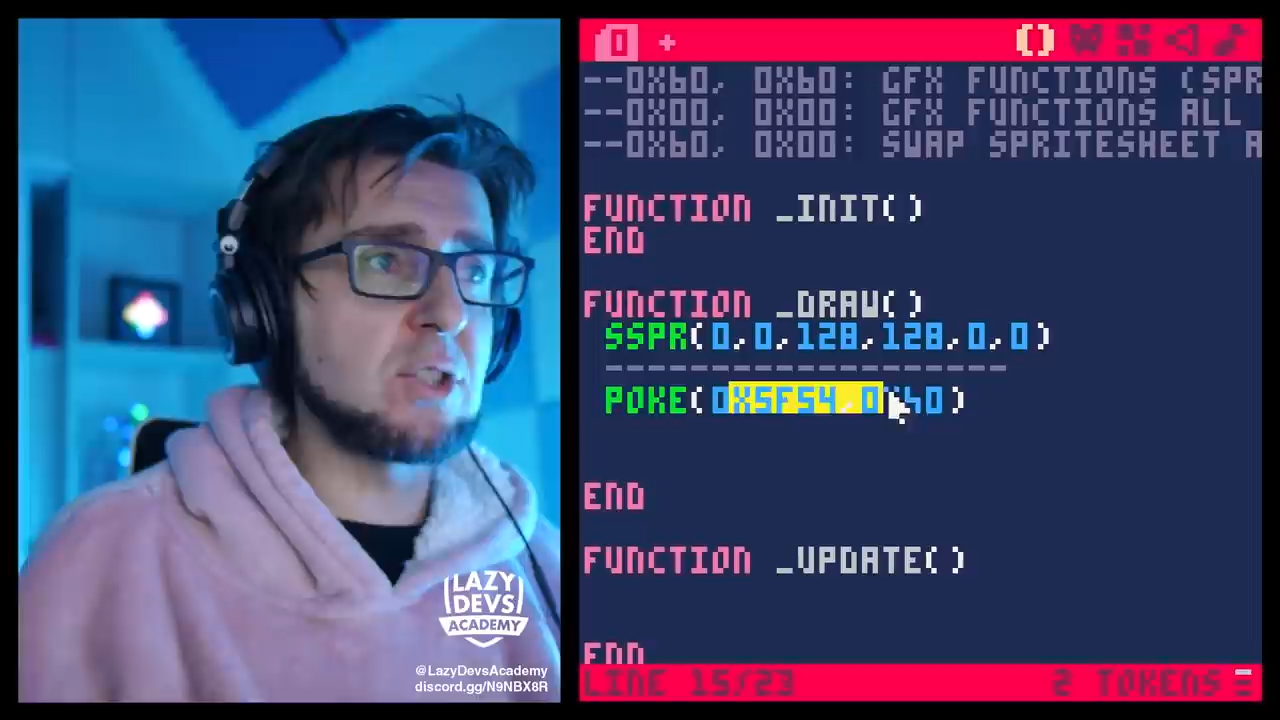 0 +
--0X60, 0X60: GFX FUNCTIONS (SPR
--0X00, 0X00: GFX FUNCTIONS ALL
--0X60, 0X00: SWAP SPRITESHEET A
FUNCTION _INIT()
END
FUNCTION _DRAW()
SSPR(0,0,128,128,0,0)
-------------------
POKE(0X5F54,0X60)
END
FUNCTION _UPDATE()
END
LINE 15/23 2 TOKENS
LAZY
DEVS
ACADEMY
@LazyDevsAcademy
discord.gg/N9NBX8R